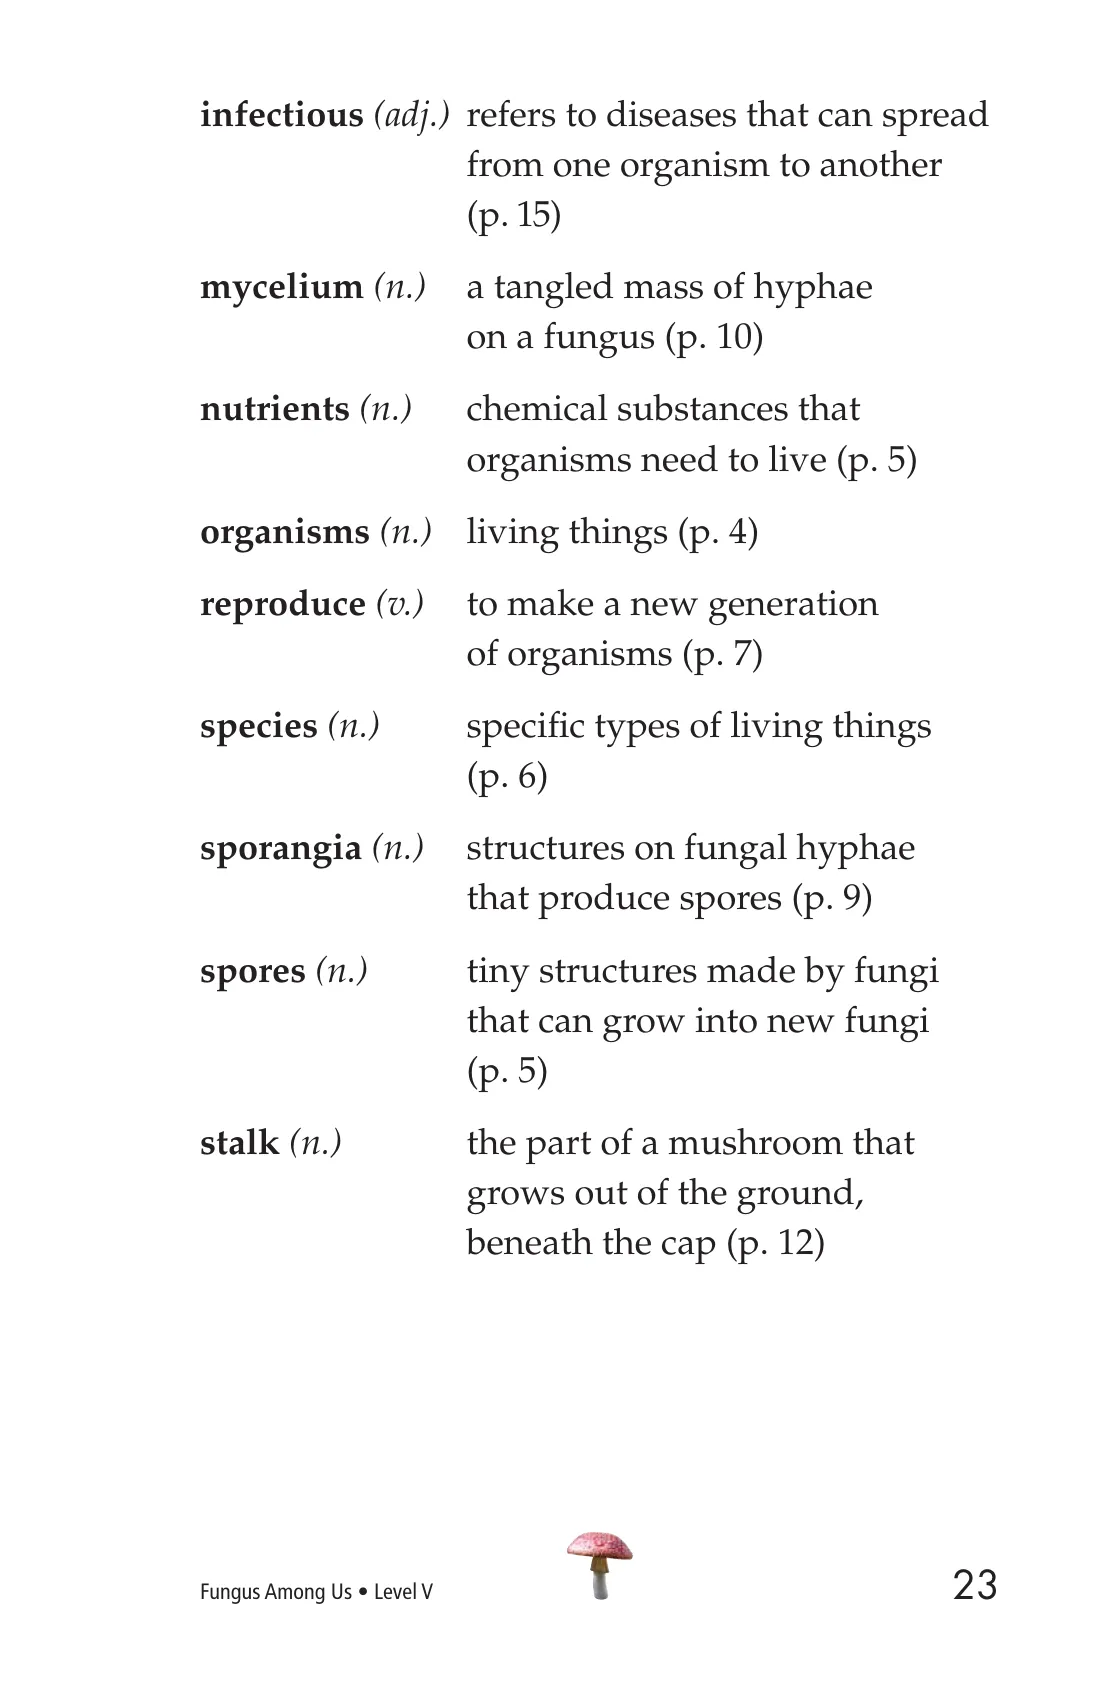 infectious (adj.) refers to diseases that can spread
from one organism to another
(p. 15)
mycelium (n.) a tangled mass of hyphae
on a fungus (p. 10)
nutrients (n.) chemical substances that
organisms need to live (p. 5)
organisms (n.) living things (p. 4)
reproduce (v.) to make a new generation
of organisms (p. 7)
species (n.) specific types of living things
(p. 6)
sporangia (n.) structures on fungal hyphae
that produce spores (p. 9)
spores (n.) tiny structures made by fungi
that can grow into new fungi
(p. 5)
stalk (n.) the part of a mushroom that
grows out of the ground,
beneath the cap (p. 12)
Fungus Among Us • Level V 23